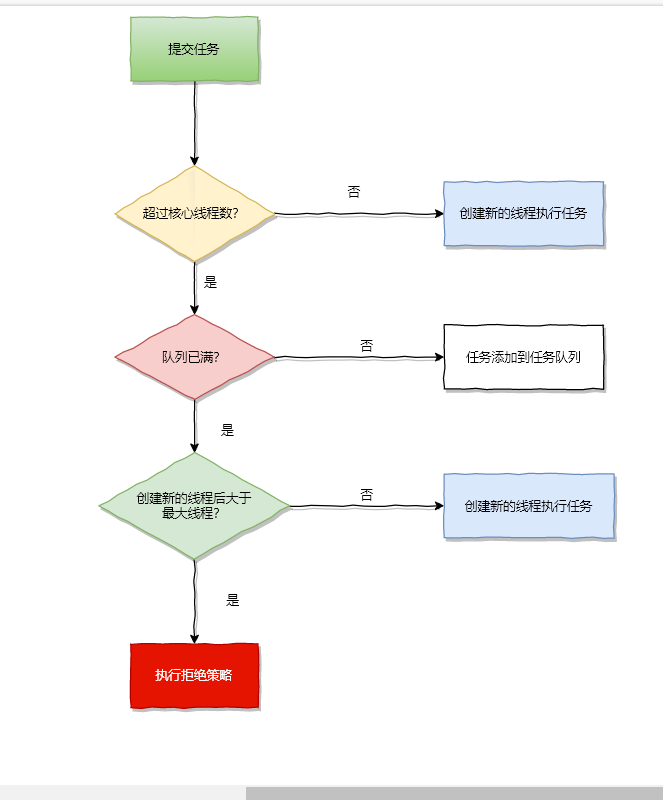 提交任务
超过核心线程数?
否
创建新的线程执行任务
是
队列已满?
否
任务添加到任务队列
是
创建新的线程后大于
最大线程?
否
创建新的线程执行任务
是
执行拒绝策略